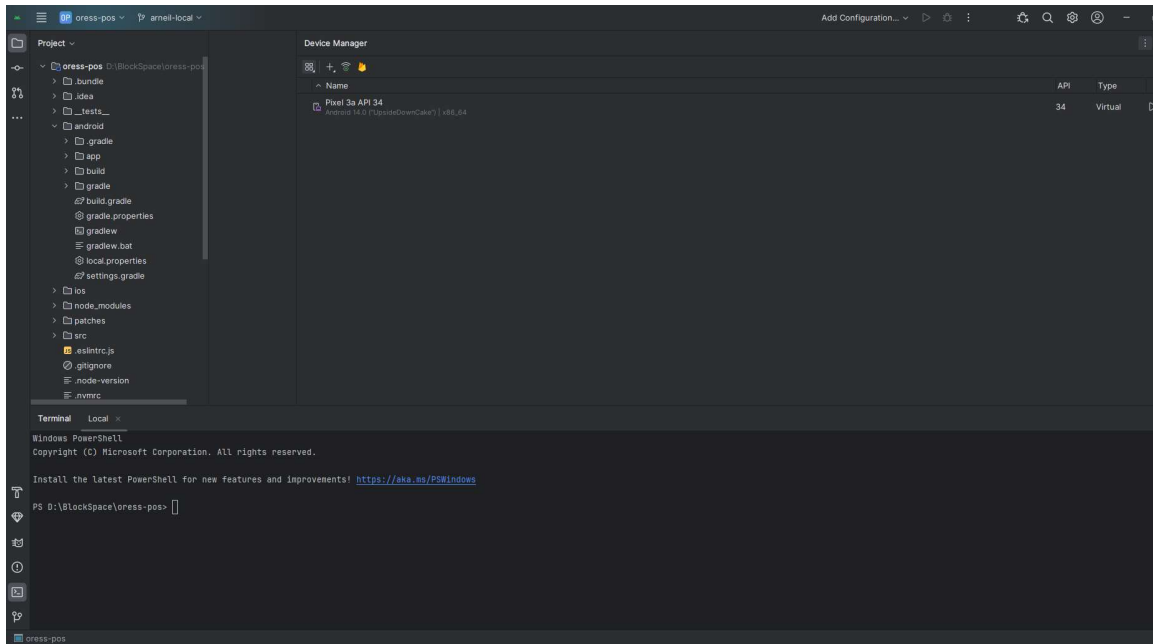 OP oress-pos arneil-local Add Configuration...
Project
Device Manager
oress-pos D:\BlockSpace\oress-pos
.bundle
.idea
__tests__
android
.gradle
app
build
gradle
build.gradle
gradle.properties
gradlew
gradlew.bat
local.properties
settings.gradle
ios
node_modules
patches
src
JS .eslintrc.js
.gitignore
.node-version
.nvmrc
Name API Type
Pixel 3a API 34 34 Virtual
Android 14.0 ("UpsideDownCake") | x86_64
Terminal Local
Windows PowerShell
Copyright (C) Microsoft Corporation. All rights reserved.
Install the latest PowerShell for new features and improvements! https://aka.ms/PSWindows
PS D:\BlockSpace\oress-pos>
oress-pos